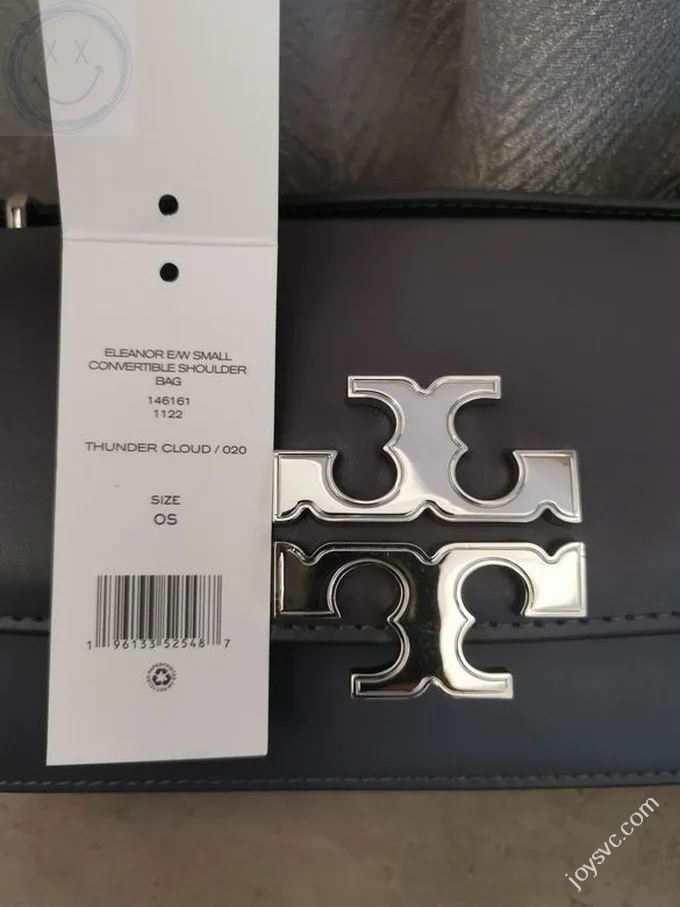 X X
ELEANOR E/W SMALL
CONVERTIBLE SHOULDER
BAG
146161
1122
THUNDER CLOUD / 020
SIZE
OS
1 96133 52548 7
joysvc.com